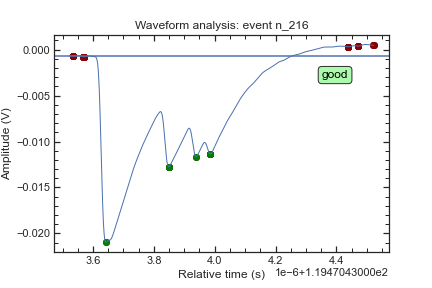 Waveform analysis: event n_216
0.000
−0.005
−0.010
−0.015
−0.020
Amplitude (V)
good
3.6
3.8
4.0
4.2
4.4
Relative time (s)
1e−6+1.1947043000e2